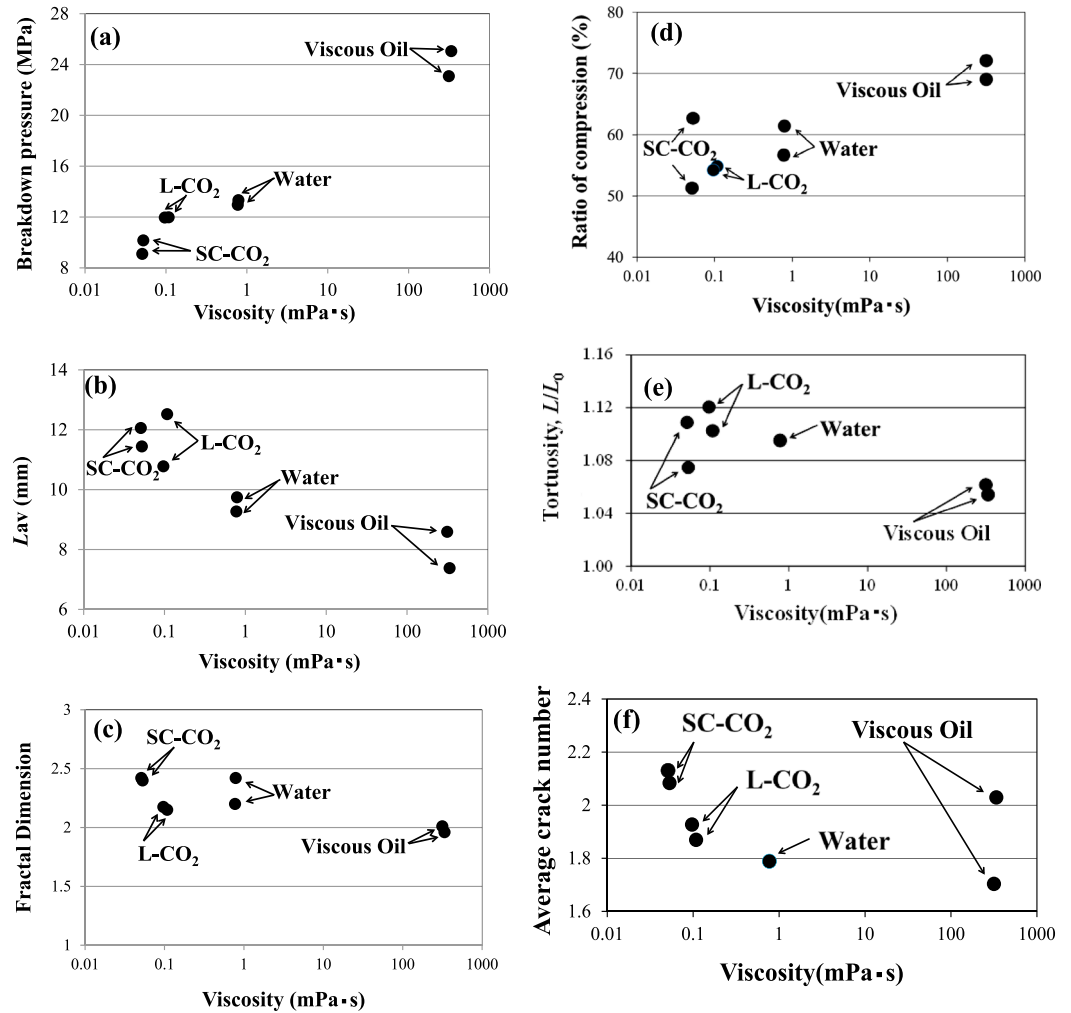 (a)
Breakdown pressure (MPa)
28
24
20
16
12
8
Viscous Oil
L-CO2
Water
SC-CO2
0.01 0.1 1 10 100 1000
Viscosity (mPa·s)
(d)
Ratio of compression (%)
80
70
60
50
40
Viscous Oil
SC-CO2
Water
L-CO2
0.01 0.1 1 10 100 1000
Viscosity(mPa·s)
(b)
Lav (mm)
14
12
10
8
6
SC-CO2
L-CO2
Water
Viscous Oil
0.01 0.1 1 10 100 1000
Viscosity (mPa·s)
(e)
Tortuosity, L/L0
1.16
1.12
1.08
1.04
1.00
L-CO2
Water
SC-CO2
Viscous Oil
0.01 0.1 1 10 100 1000
Viscosity(mPa·s)
(c)
Fractal Dimension
3
2.5
2
1.5
1
SC-CO2
Water
L-CO2
Viscous Oil
0.01 0.1 1 10 100 1000
Viscosity (mPa·s)
(f)
Average crack number
2.4
2.2
2
1.8
1.6
SC-CO2
Viscous Oil
L-CO2
Water
0.01 0.1 1 10 100 1000
Viscosity(mPa·s)